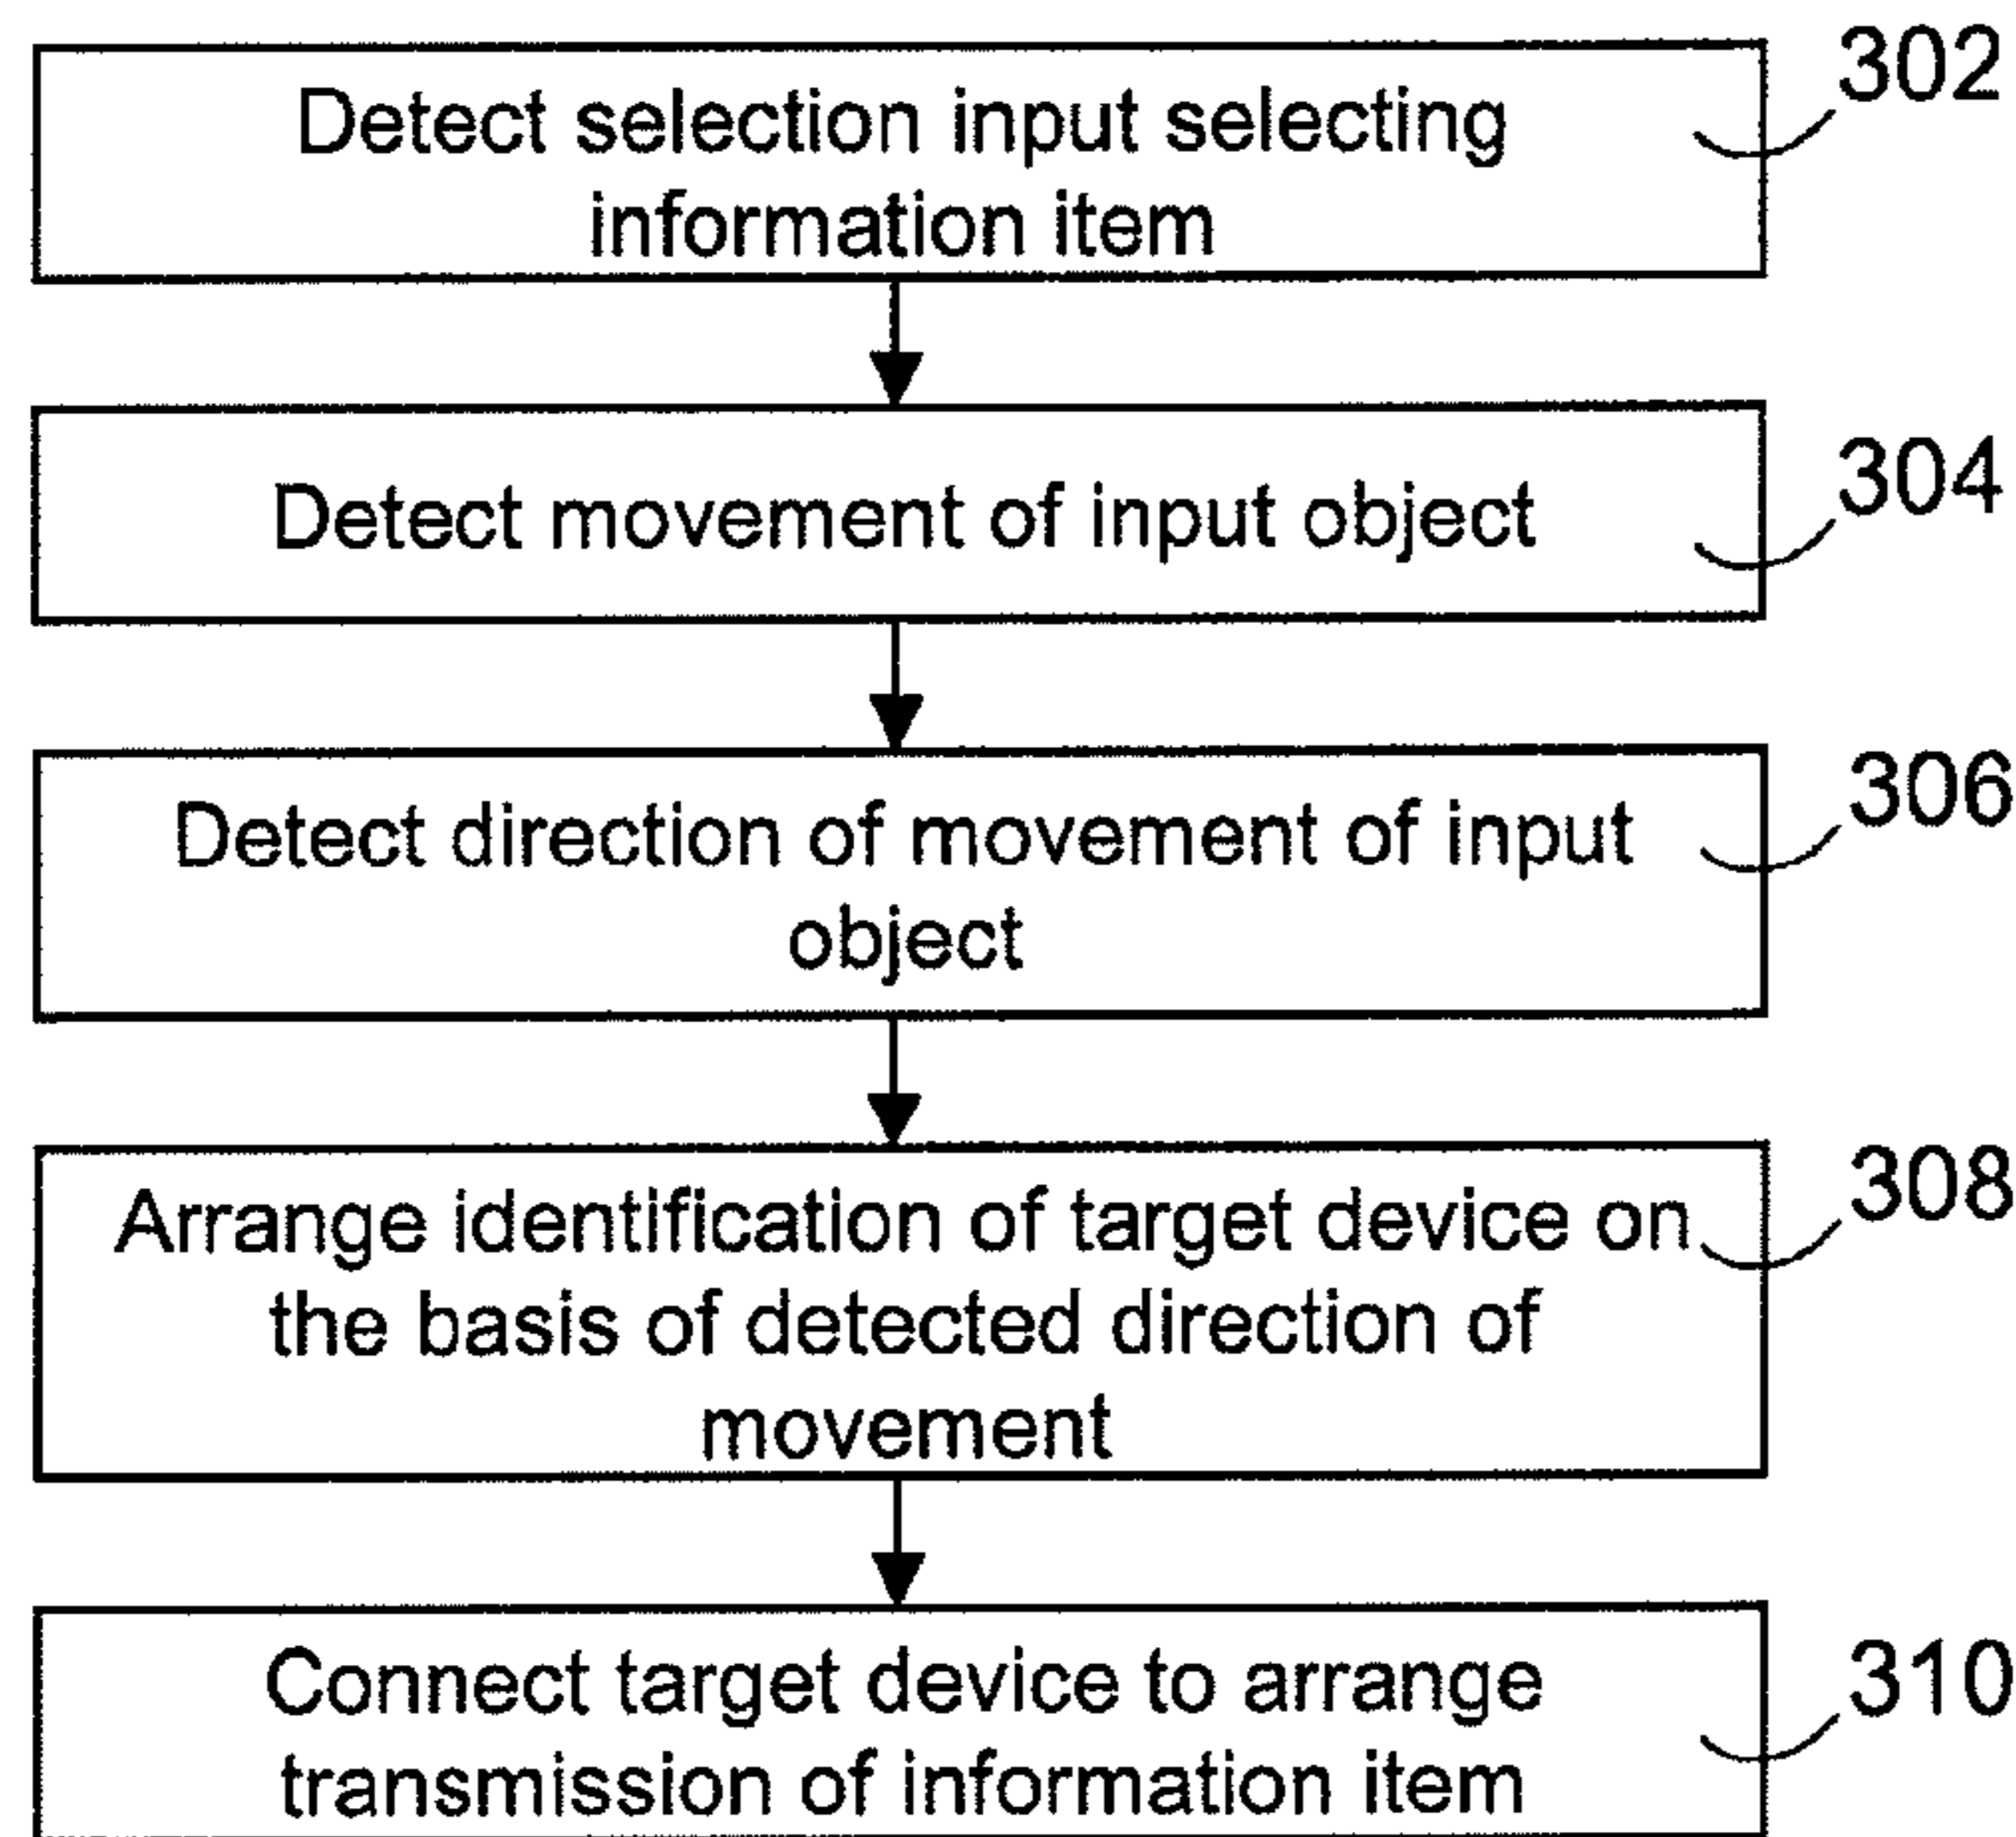 302
Detect selection input selecting
information item
304
Detect movement of input object
306
Detect direction of movement of input
object
308
Arrange identification of target device on
the basis of detected direction of
movement
310
Connect target device to arrange
transmission of information item